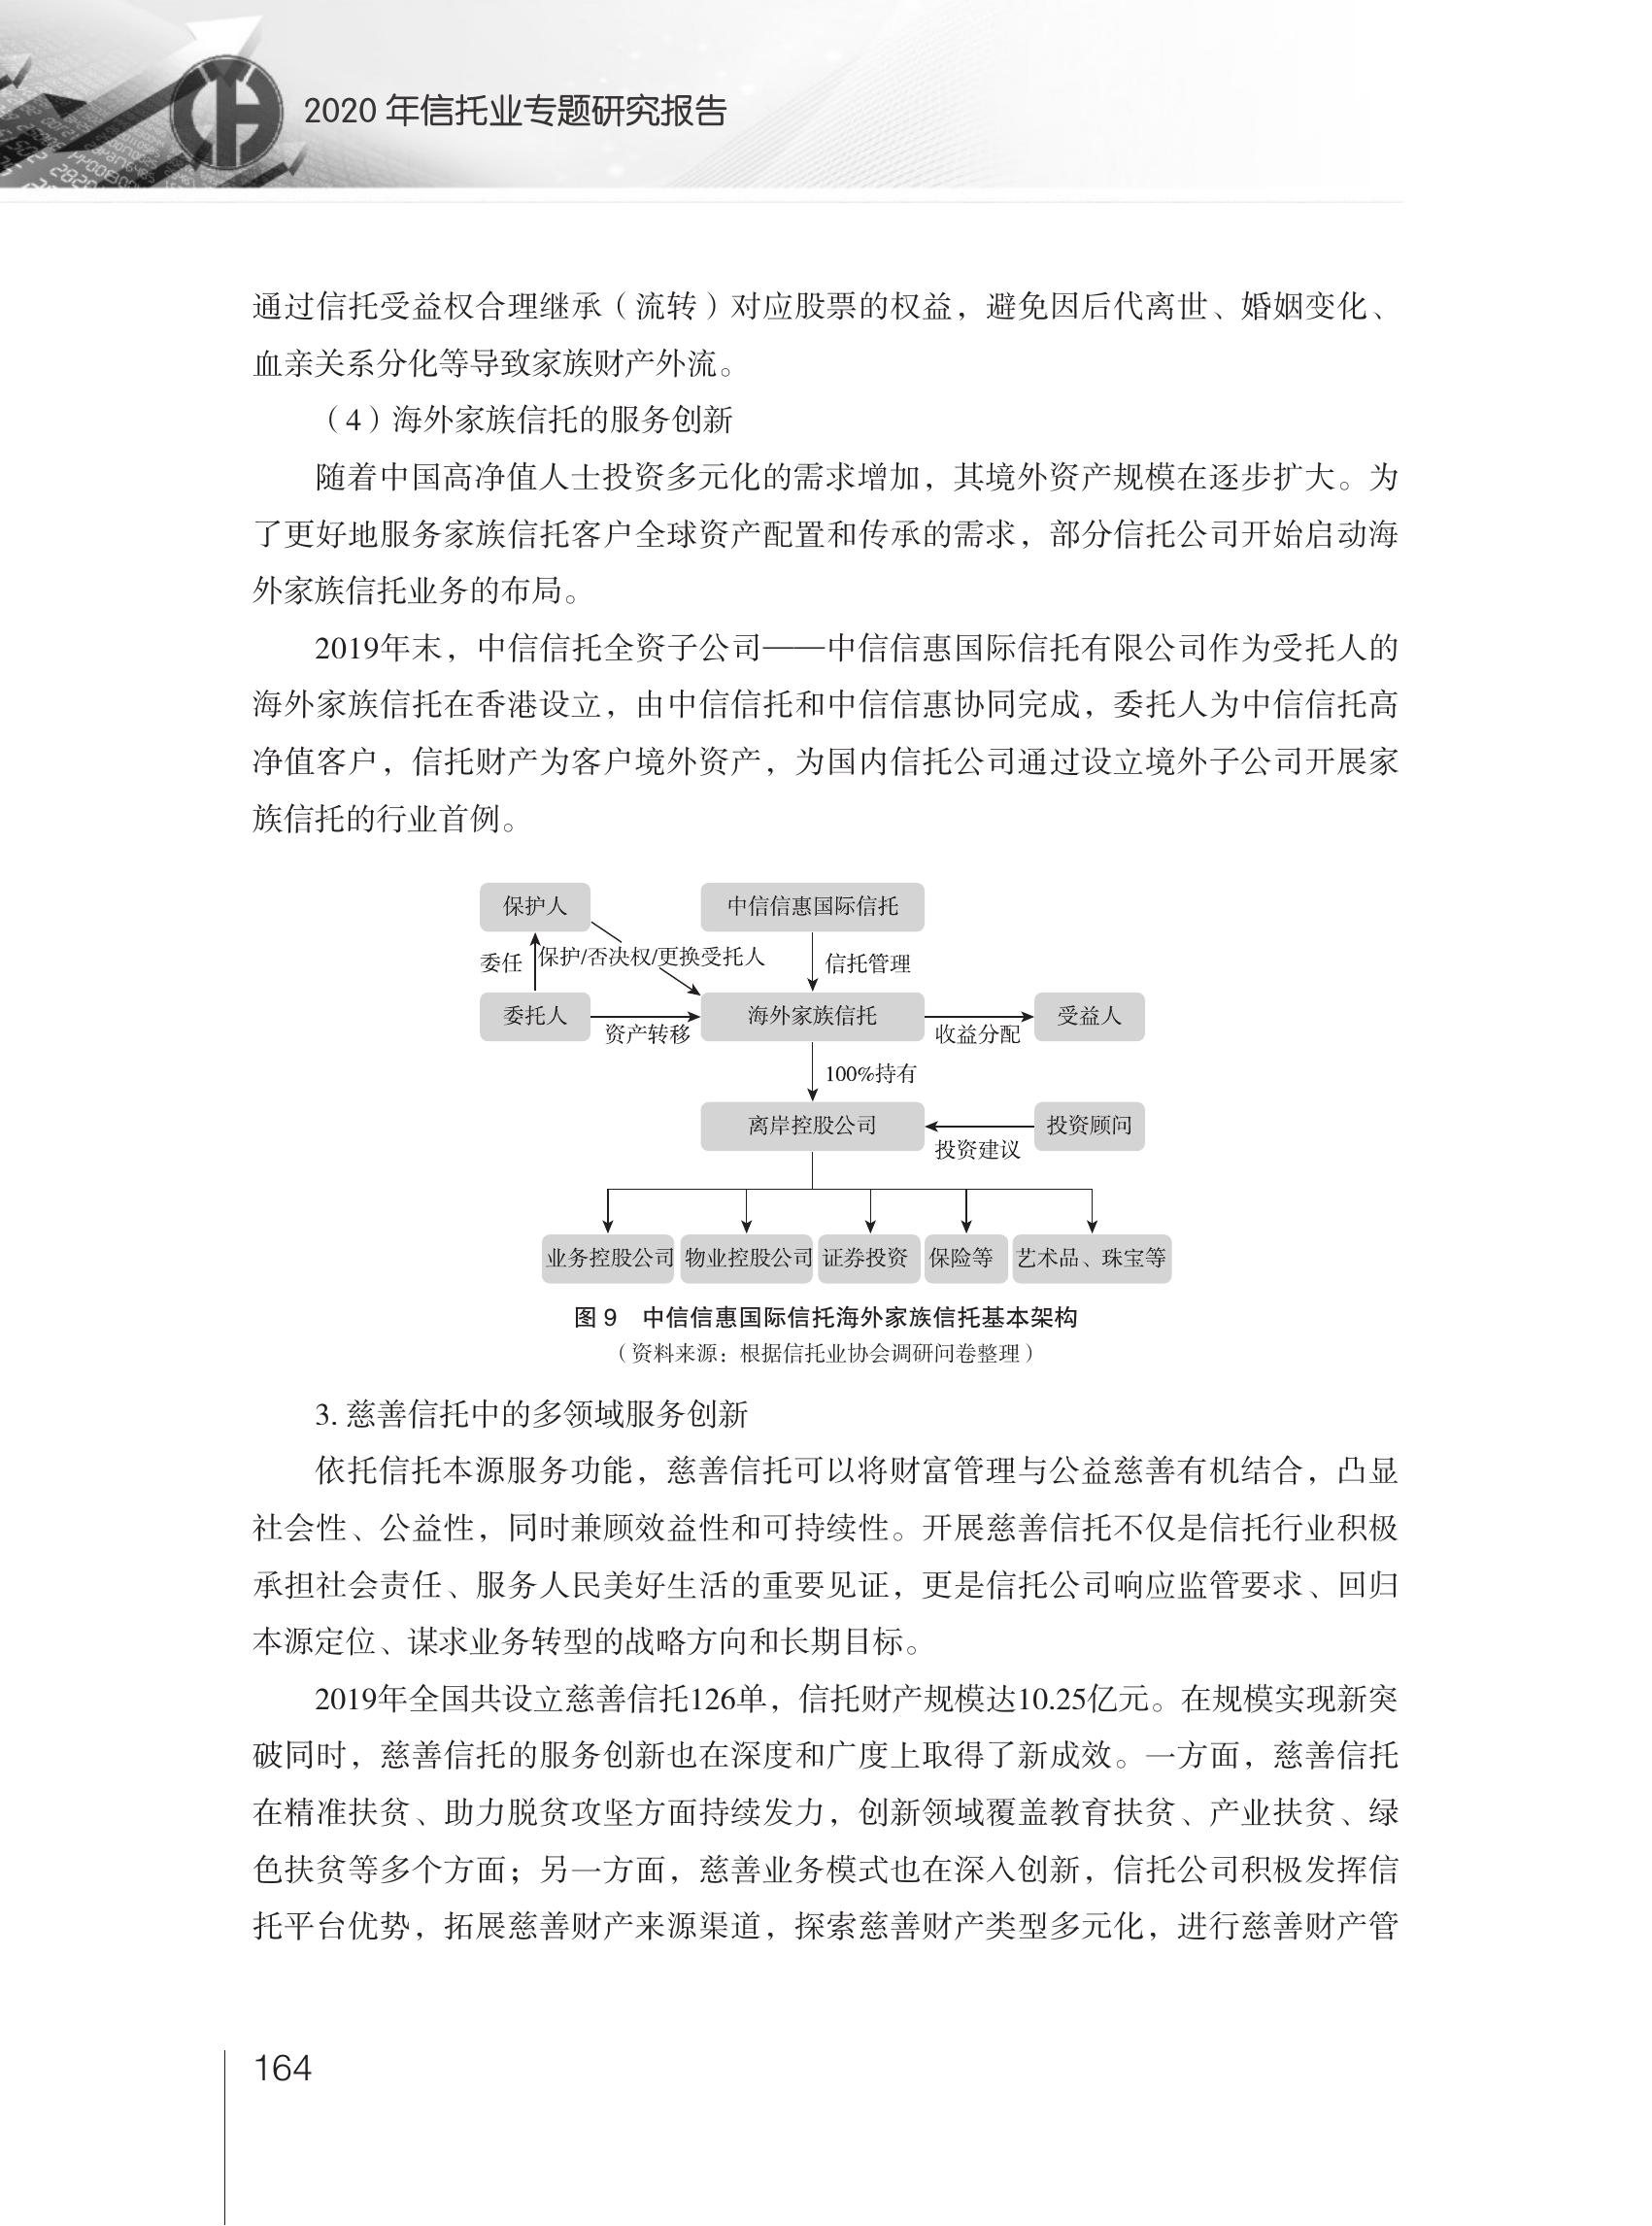 2020 年信托业专题研究报告
通过信托受益权合理继承（流转）对应股票的权益，避免因后代离世、婚姻变化、
血亲关系分化等导致家族财产外流。
（4）海外家族信托的服务创新
随着中国高净值人士投资多元化的需求增加，其境外资产规模在逐步扩大。为
了更好地服务家族信托客户全球资产配置和传承的需求，部分信托公司开始启动海
外家族信托业务的布局。
2019年末，中信信托全资子公司——中信信惠国际信托有限公司作为受托人的
海外家族信托在香港设立，由中信信托和中信信惠协同完成，委托人为中信信托高
净值客户，信托财产为客户境外资产，为国内信托公司通过设立境外子公司开展家
族信托的行业首例。
保护人
中信信惠国际信托
委任
保护/否决权/更换受托人
信托管理
委托人
资产转移
海外家族信托
收益分配
受益人
100%持有
离岸控股公司
投资建议
投资顾问
业务控股公司
物业控股公司
证券投资
保险等
艺术品、珠宝等
图 9　中信信惠国际信托海外家族信托基本架构
（资料来源：根据信托业协会调研问卷整理）
3. 慈善信托中的多领域服务创新
依托信托本源服务功能，慈善信托可以将财富管理与公益慈善有机结合，凸显
社会性、公益性，同时兼顾效益性和可持续性。开展慈善信托不仅是信托行业积极
承担社会责任、服务人民美好生活的重要见证，更是信托公司响应监管要求、回归
本源定位、谋求业务转型的战略方向和长期目标。
2019年全国共设立慈善信托126单，信托财产规模达10.25亿元。在规模实现新突
破同时，慈善信托的服务创新也在深度和广度上取得了新成效。一方面，慈善信托
在精准扶贫、助力脱贫攻坚方面持续发力，创新领域覆盖教育扶贫、产业扶贫、绿
色扶贫等多个方面；另一方面，慈善业务模式也在深入创新，信托公司积极发挥信
托平台优势，拓展慈善财产来源渠道，探索慈善财产类型多元化，进行慈善财产管
164